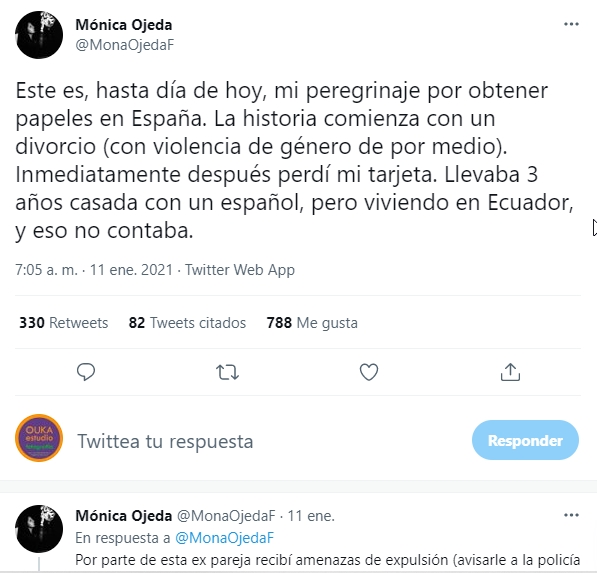 Mónica Ojeda
@MonaOjedaF
Este es, hasta día de hoy, mi peregrinaje por obtener
papeles en España. La historia comienza con un
divorcio (con violencia de género de por medio).
Inmediatamente después perdí mi tarjeta. Llevaba 3
años casada con un español, pero viviendo en Ecuador,
y eso no contaba.
7:05 a. m. · 11 ene. 2021 · Twitter Web App
330 Retweets 82 Tweets citados 788 Me gusta
OUKA
estudio
Twittea tu respuesta
Responder
Mónica Ojeda @MonaOjedaF · 11 ene.
En respuesta a @MonaOjedaF
Por parte de esta ex pareja recibí amenazas de expulsión (avisarle a la policía